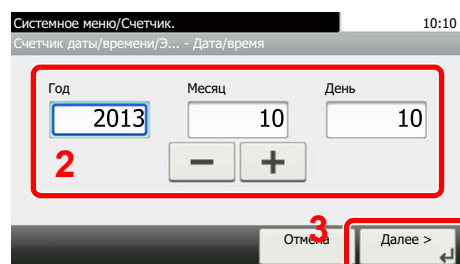 Системное меню/Счетчик. 10:10
Счетчик даты/времени/Э... - Дата/время
Год Месяц День
2013 10 10
2
− +
3
Отмена Далее >